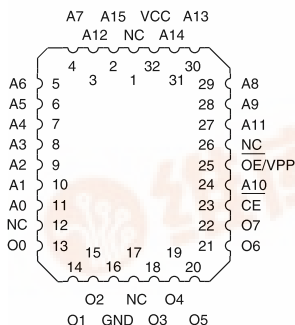 A7 A15 VCC A13
A12 NC A14
4 2 32 30
3 1 31
A6 5 29 A8
A5 6 28 A9
A4 7 27 A11
A3 8 26 NC
A2 9 25 OE/VPP
A1 10 24 A10
A0 11 23 CE
NC 12 22 O7
O0 13 21 O6
15 17 19
14 16 18 20
O2 NC O4
O1 GND O3 O5